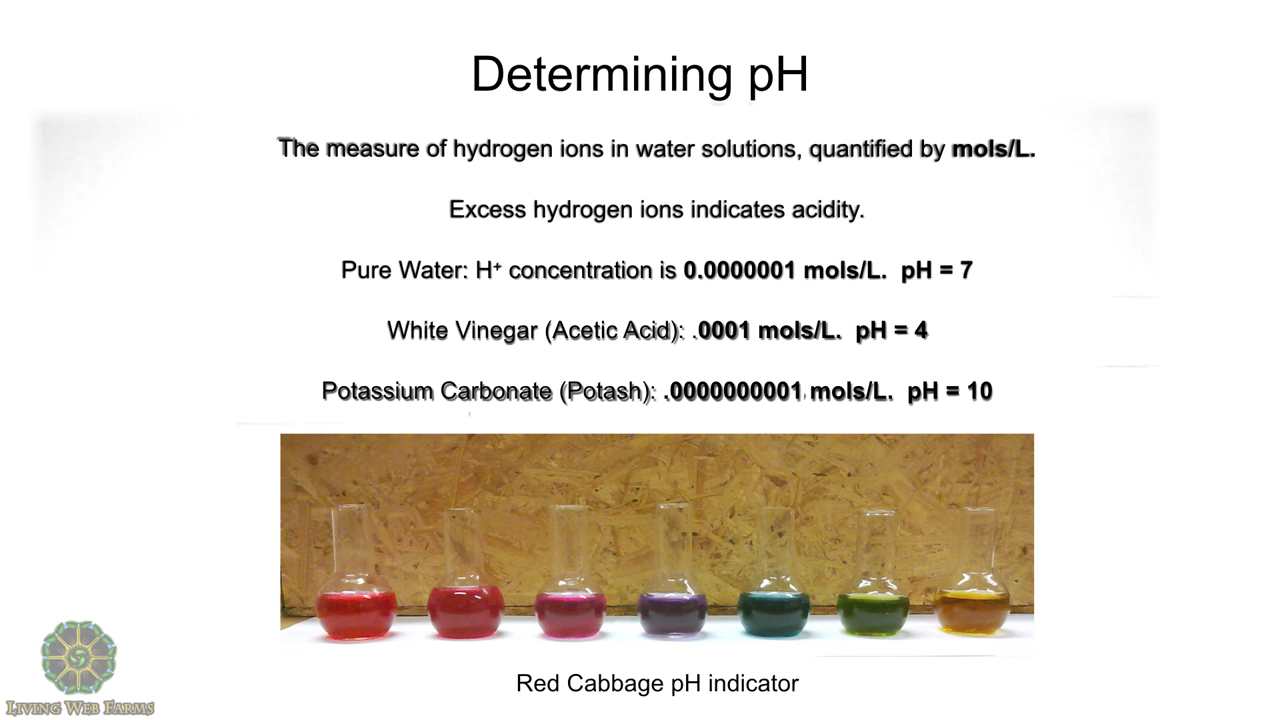 Determining pH
The measure of hydrogen ions in water solutions, quantified by mols/L.
Excess hydrogen ions indicates acidity.
Pure Water: H⁺ concentration is 0.0000001 mols/L. pH = 7
White Vinegar (Acetic Acid): .0001 mols/L. pH = 4
Potassium Carbonate (Potash): .0000000001 mols/L. pH = 10
Red Cabbage pH indicator
LIVING WEB FARMS